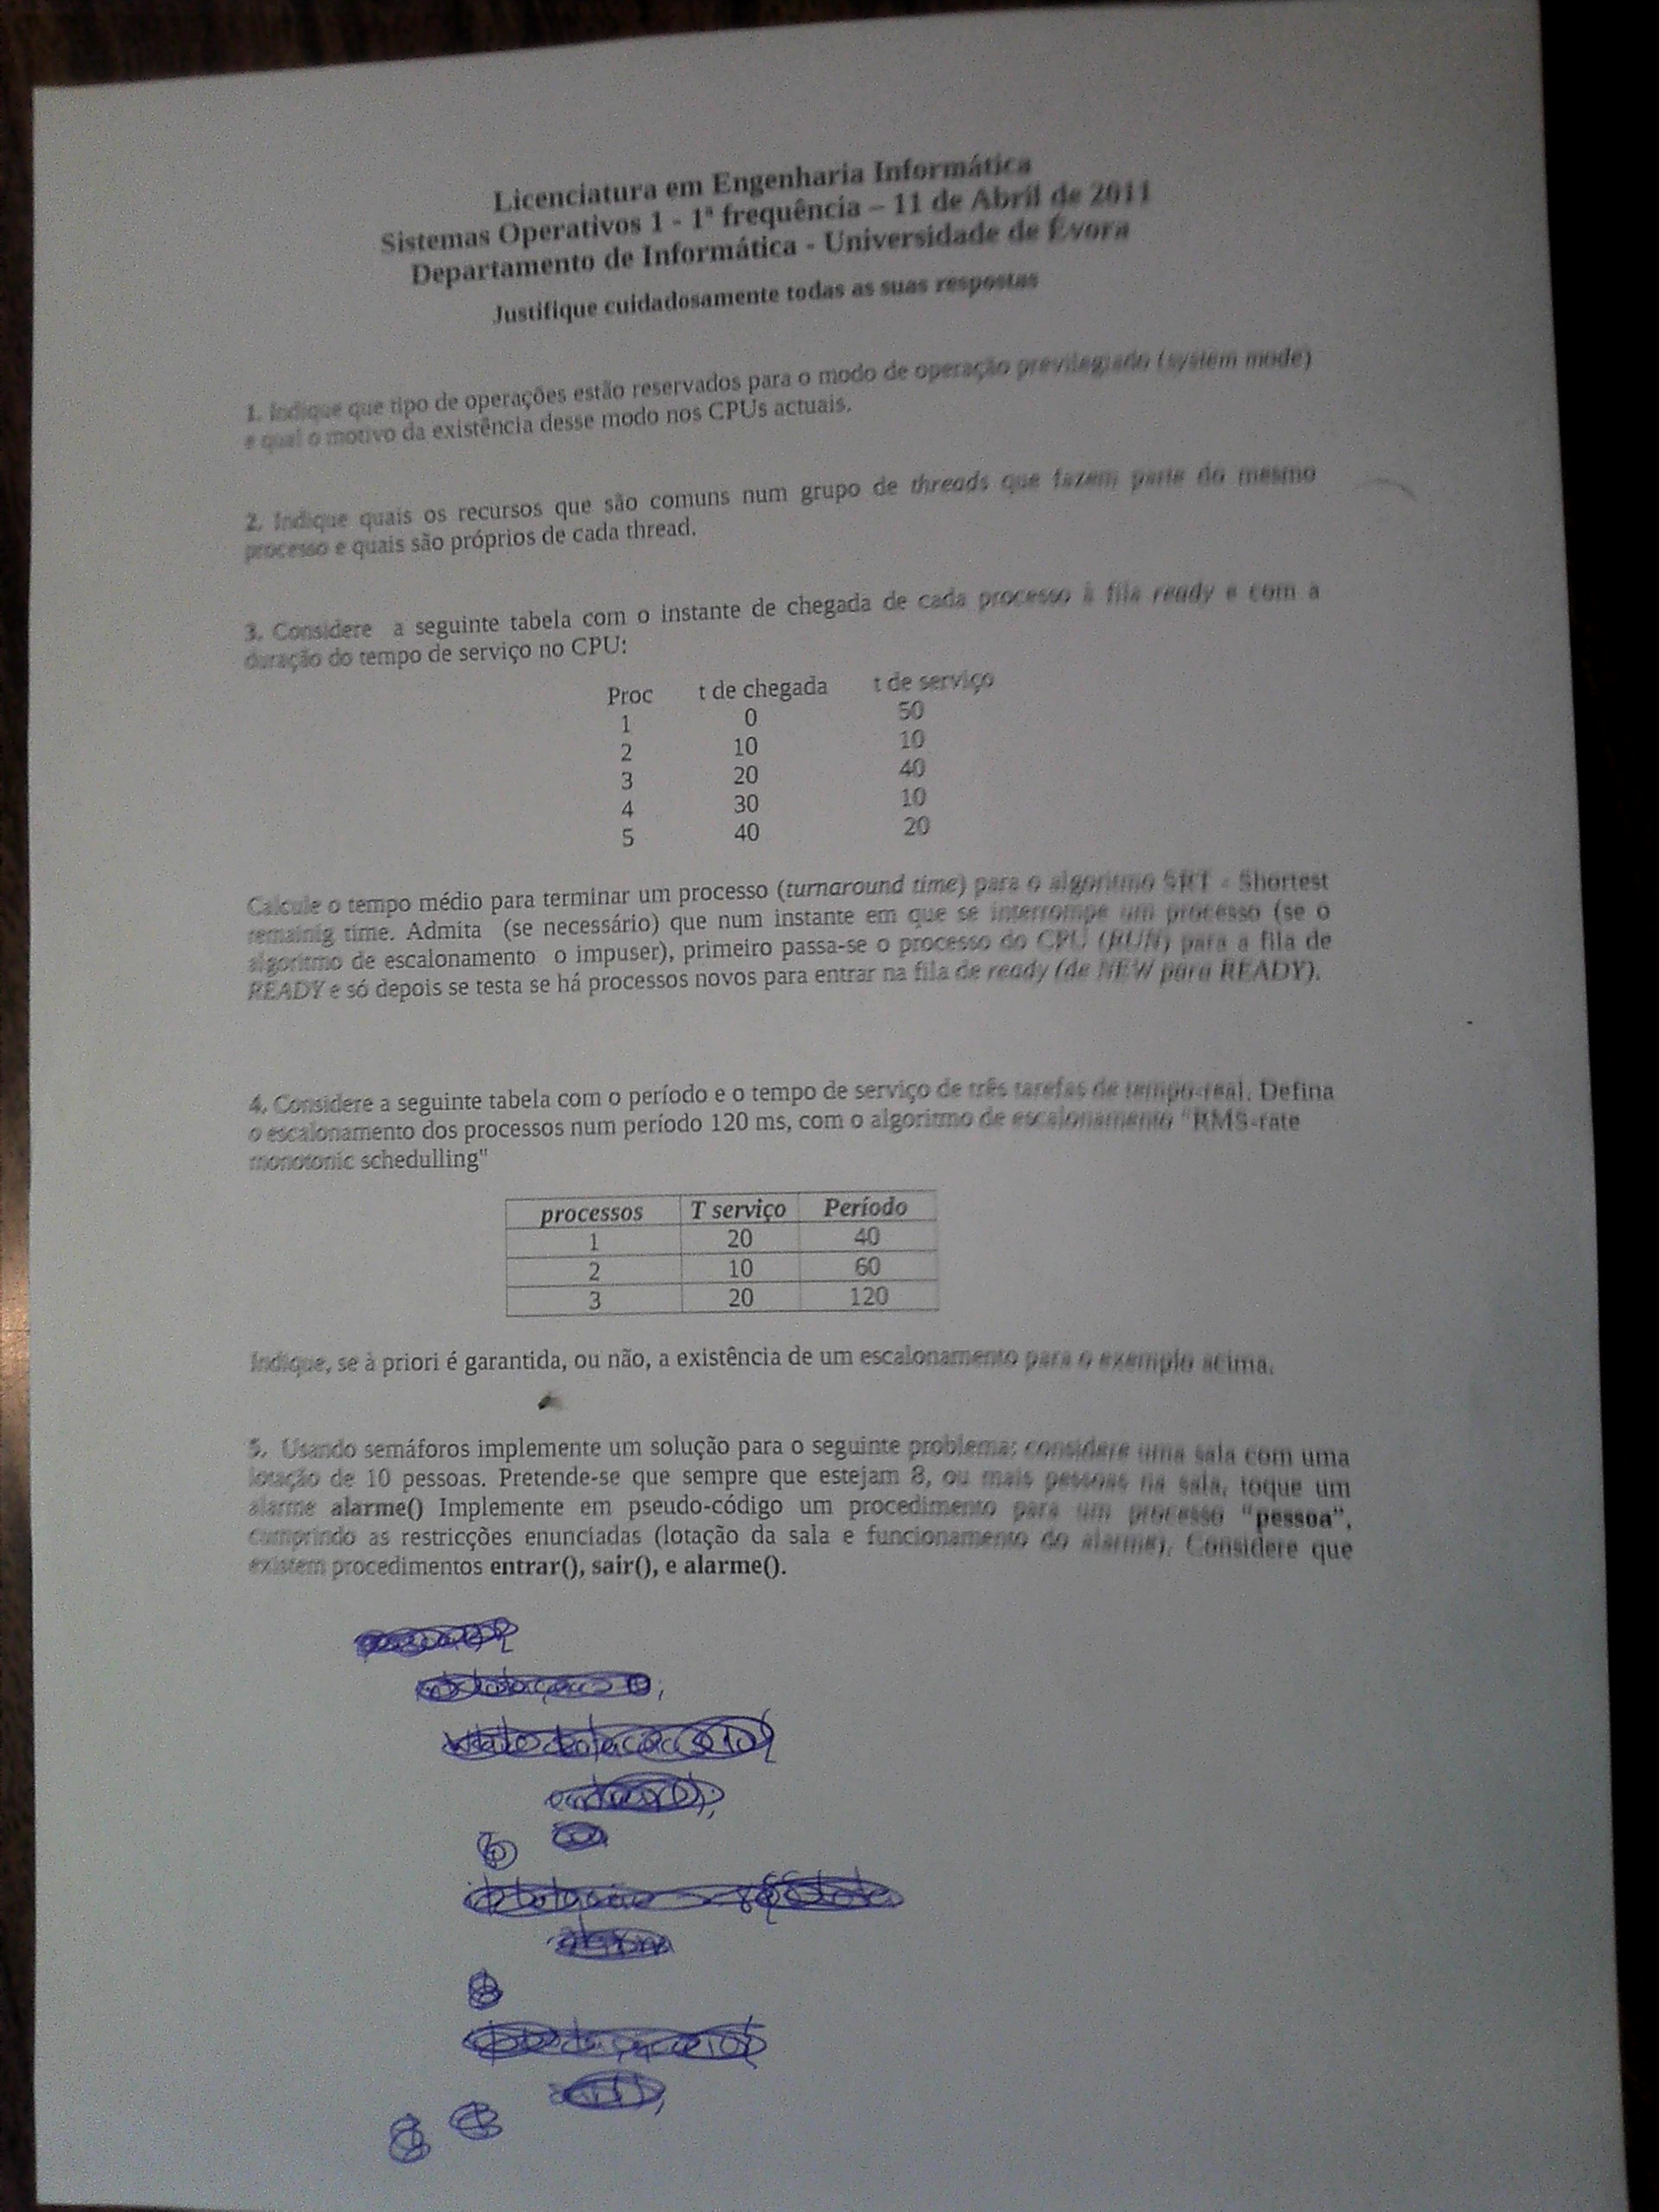 Licenciatura em Engenharia Informática
Sistemas Operativos 1 - 1ª frequência – 11 de Abril de 2011
Departamento de Informática - Universidade de Évora
Justifique cuidadosamente todas as suas respostas
1. Indique que tipo de operações estão reservados para o modo de operação previlegiado (system mode)
e qual o motivo da existência desse modo nos CPUs actuais.
2. Indique quais os recursos que são comuns num grupo de threads que fazem parte do mesmo
processo e quais são próprios de cada thread.
3. Considere a seguinte tabela com o instante de chegada de cada processo à fila ready e com a
duração do tempo de serviço no CPU:
Proc t de chegada t de serviço
1 0 50
2 10 10
3 20 40
4 30 10
5 40 20
Calcule o tempo médio para terminar um processo (turnaround time) para o algoritmo SRT - Shortest
remainig time. Admita (se necessário) que num instante em que se interrompe um processo (se o
algoritmo de escalonamento o impuser), primeiro passa-se o processo do CPU (RUN) para a fila de
READY e só depois se testa se há processos novos para entrar na fila de ready (de NEW para READY).
4. Considere a seguinte tabela com o período e o tempo de serviço de três tarefas de tempo-real. Defina
o escalonamento dos processos num período 120 ms, com o algoritmo de escalonamento "RMS-rate
monotonic schedulling"
processos T serviço Período
1 20 40
2 10 60
3 20 120
Indique, se à priori é garantida, ou não, a existência de um escalonamento para o exemplo acima.
5. Usando semáforos implemente um solução para o seguinte problema: considere uma sala com uma
lotação de 10 pessoas. Pretende-se que sempre que estejam 8, ou mais pessoas na sala, toque um
alarme alarme() Implemente em pseudo-código um procedimento para um processo "pessoa",
cumprindo as restricções enunciadas (lotação da sala e funcionamento do alarme). Considere que
existem procedimentos entrar(), sair(), e alarme().